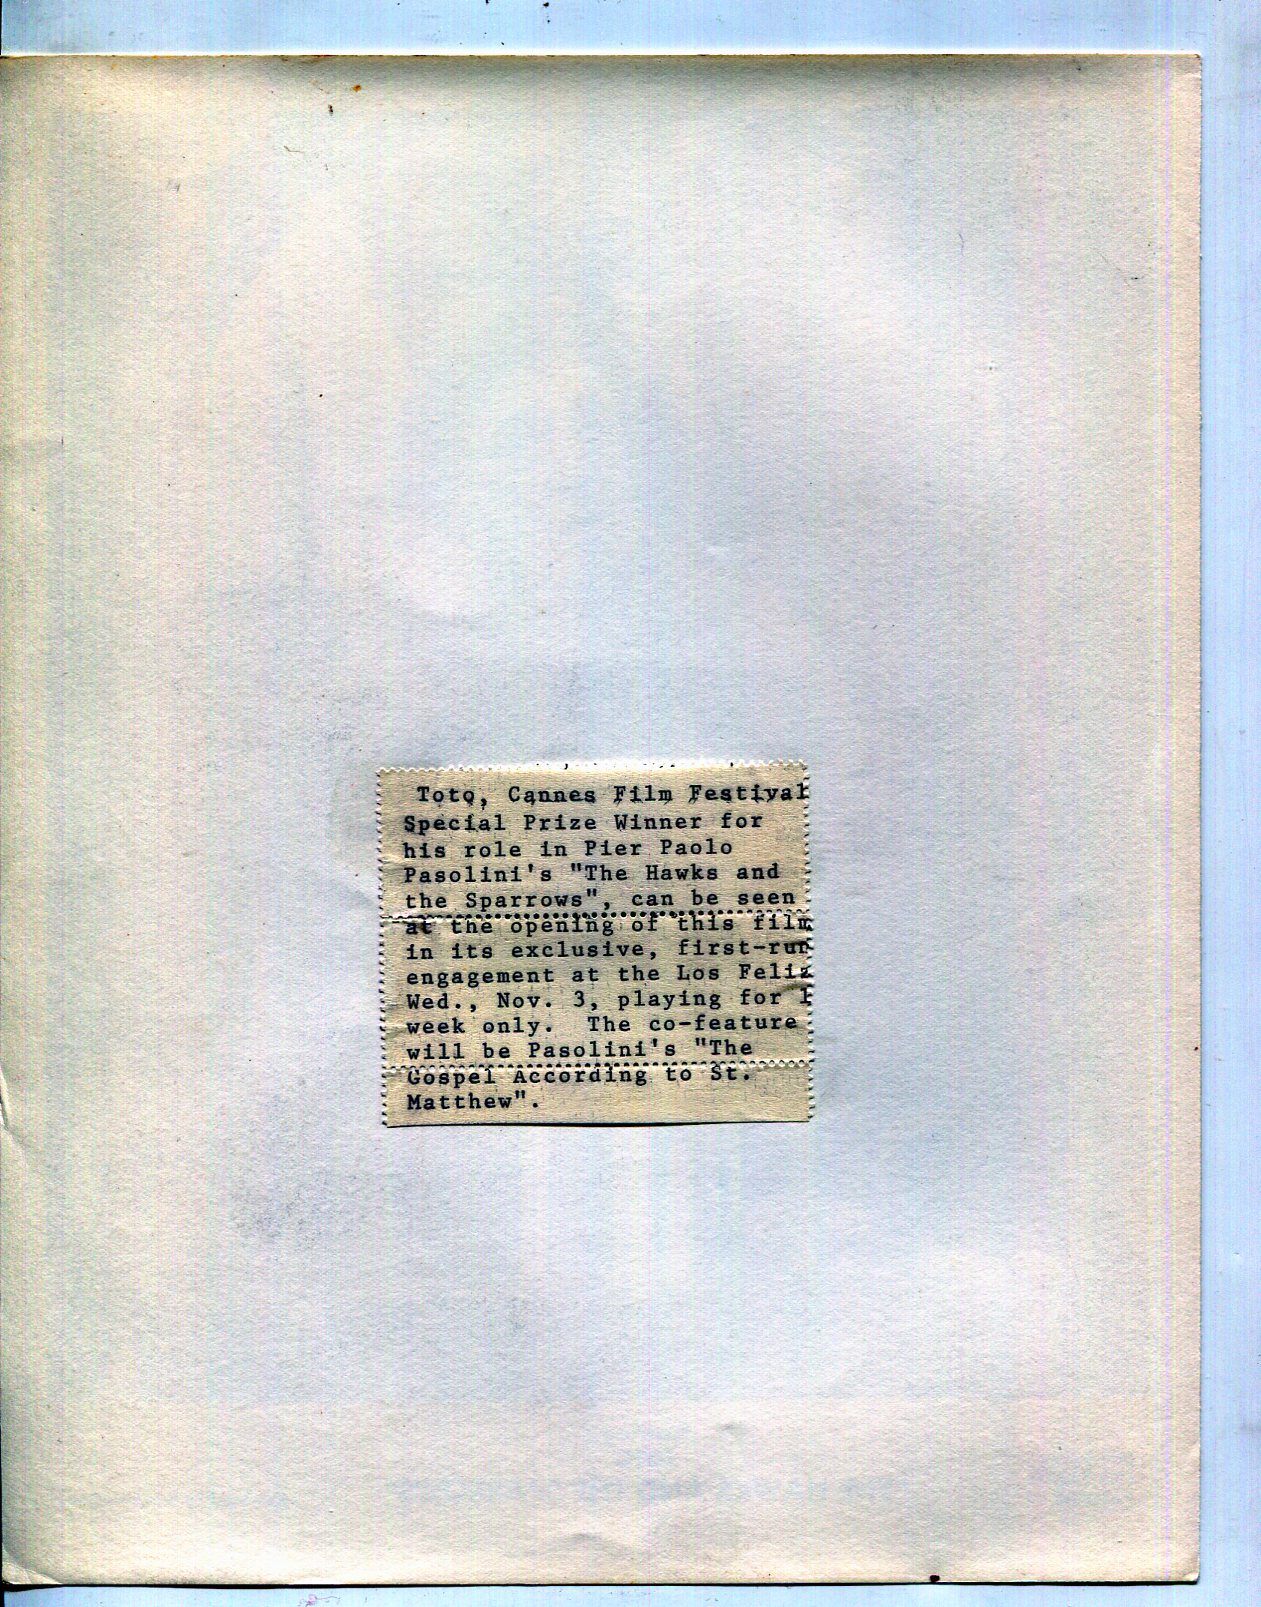 Toto, Cannes Film Festival
Special Prize Winner for
his role in Pier Paolo
Pasolini's "The Hawks and
the Sparrows", can be seen
at the opening of this film
in its exclusive, first-run
engagement at the Los Feliz
Wed., Nov. 3, playing for 1
week only. The co-feature
will be Pasolini's "The
Gospel According to St.
Matthew".